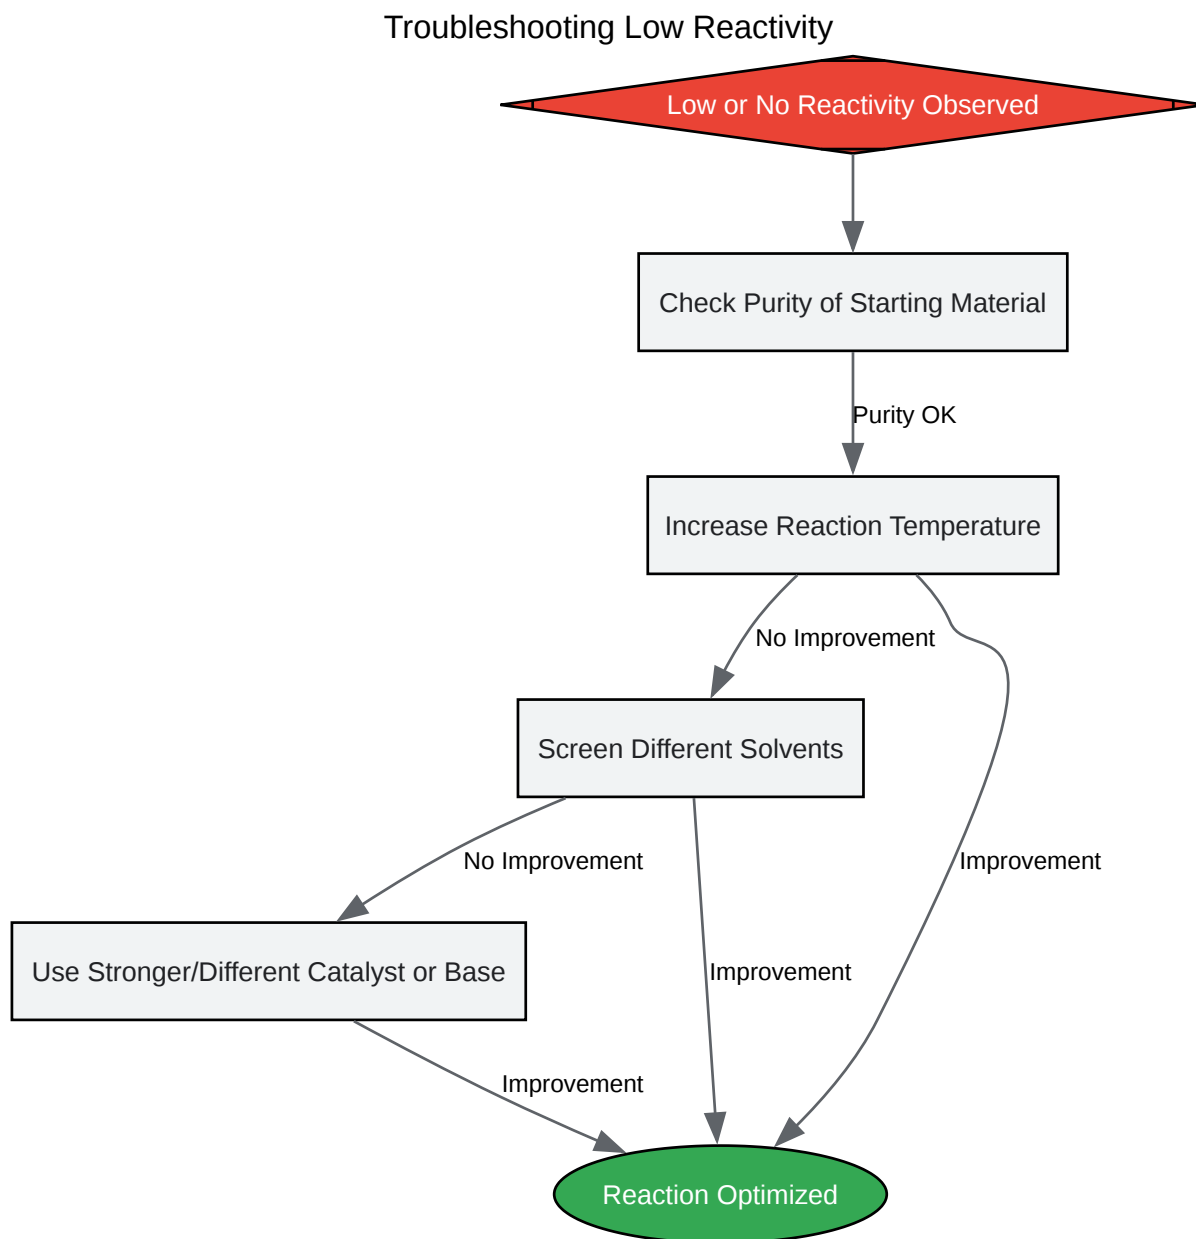 Troubleshooting Low Reactivity
Low or No Reactivity Observed
Check Purity of Starting Material
Purity OK
Increase Reaction Temperature
No Improvement
Screen Different Solvents
No Improvement
Improvement
Use Stronger/Different Catalyst or Base
Improvement
Improvement
Reaction Optimized